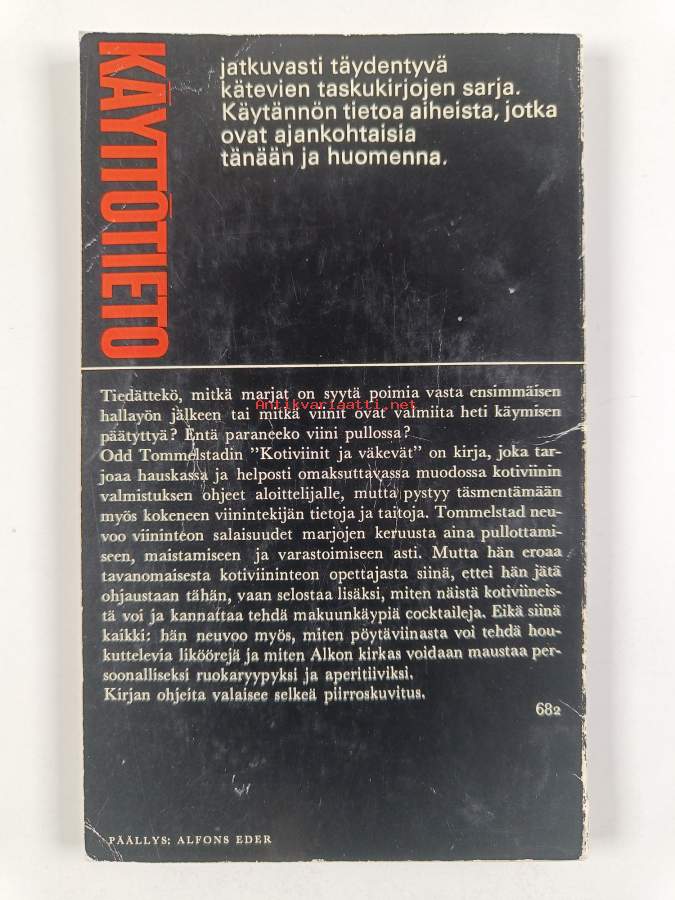 KÄYTTÖTIETO
jatkuvasti täydentyvä
kätevien taskukirjojen sarja.
Käytännön tietoa aiheista, jotka
ovat ajankohtaisia
tänään ja huomenna.
Tiedättekö, mitkä marjat on syytä poimia vasta ensimmäisen
hallayön jälkeen tai mitkä viinit ovat valmiita heti käymisen
Antikvariaatti.net
päätyttyä? Entä paraneeko viini pullossa?
Odd Tommelstadin ”Kotiviinit ja väkevät” on kirja, joka tar-
joaa hauskassa ja helposti omaksuttavassa muodossa kotiviinin
valmistuksen ohjeet aloittelijalle, mutta pystyy täsmentämään
myös kokeneen viinintekijän tietoja ja taitoja. Tommelstad neu-
voo viininteon salaisuudet marjojen keruusta aina pullottami-
seen, maistamiseen ja varastoimiseen asti. Mutta hän eroaa
tavanomaisesta kotiviininteon opettajasta siinä, ettei hän jätä
ohjaustaan tähän, vaan selostaa lisäksi, miten näistä kotiviineis-
tä voi ja kannattaa tehdä makuunkäypiä cocktaileja. Eikä siinä
kaikki: hän neuvoo myös, miten pöytäviinasta voi tehdä hou-
kuttelevia liköörejä ja miten Alkon kirkas voidaan maustaa per-
soonalliseksi ruokaryypyksi ja aperitiiviksi.
Kirjan ohjeita valaisee selkeä piirroskuvitus.
682
PÄÄLLYS: ALFONS EDER